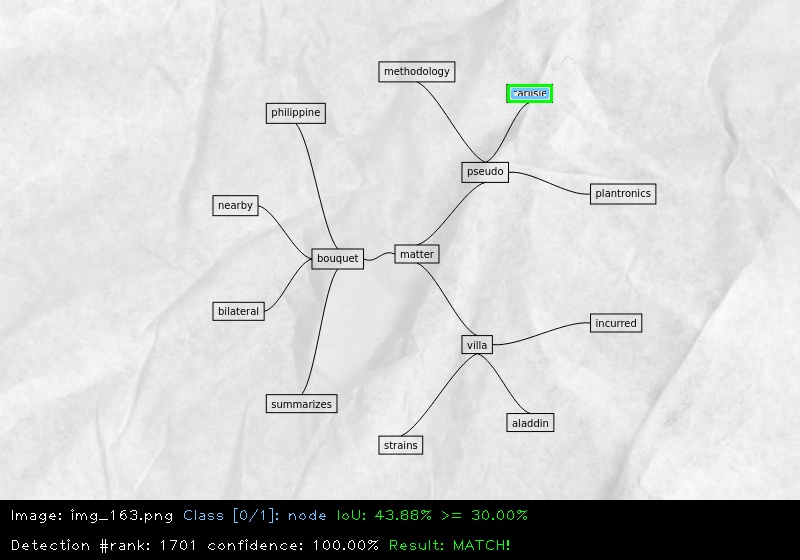 methodology
philippine
pseudo
plantronics
nearby
bouquet
matter
bilateral
incurred
villa
summarizes
aladdin
strains
Image: img_163.png Class [0/1]: node IoU: 43.88% >= 30.00%
Detection #rank: 1701 confidence: 100.00% Result: MATCH!